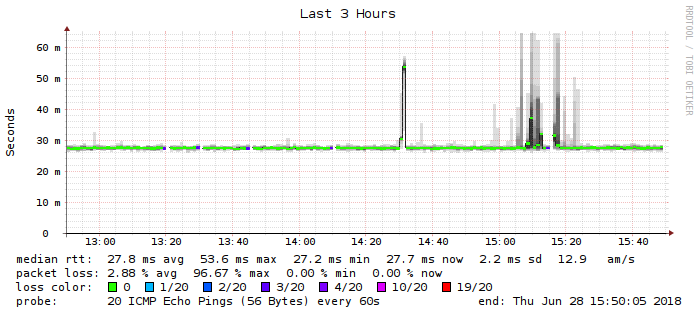 Last 3 Hours
RRDTOOL / TOBI OETIKER
Seconds
60 m
50 m
40 m
30 m
20 m
10 m
0
13:00 13:20 13:40 14:00 14:20 14:40 15:00 15:20 15:40
median rtt: 27.8 ms avg 53.6 ms max 27.2 ms min 27.7 ms now 2.2 ms sd 12.9 am/s
packet loss: 2.88 % avg 96.67 % max 0.00 % min 0.00 % now
loss color: 0 1/20 2/20 3/20 4/20 10/20 19/20
probe: 20 ICMP Echo Pings (56 Bytes) every 60s end: Thu Jun 28 15:50:05 2018